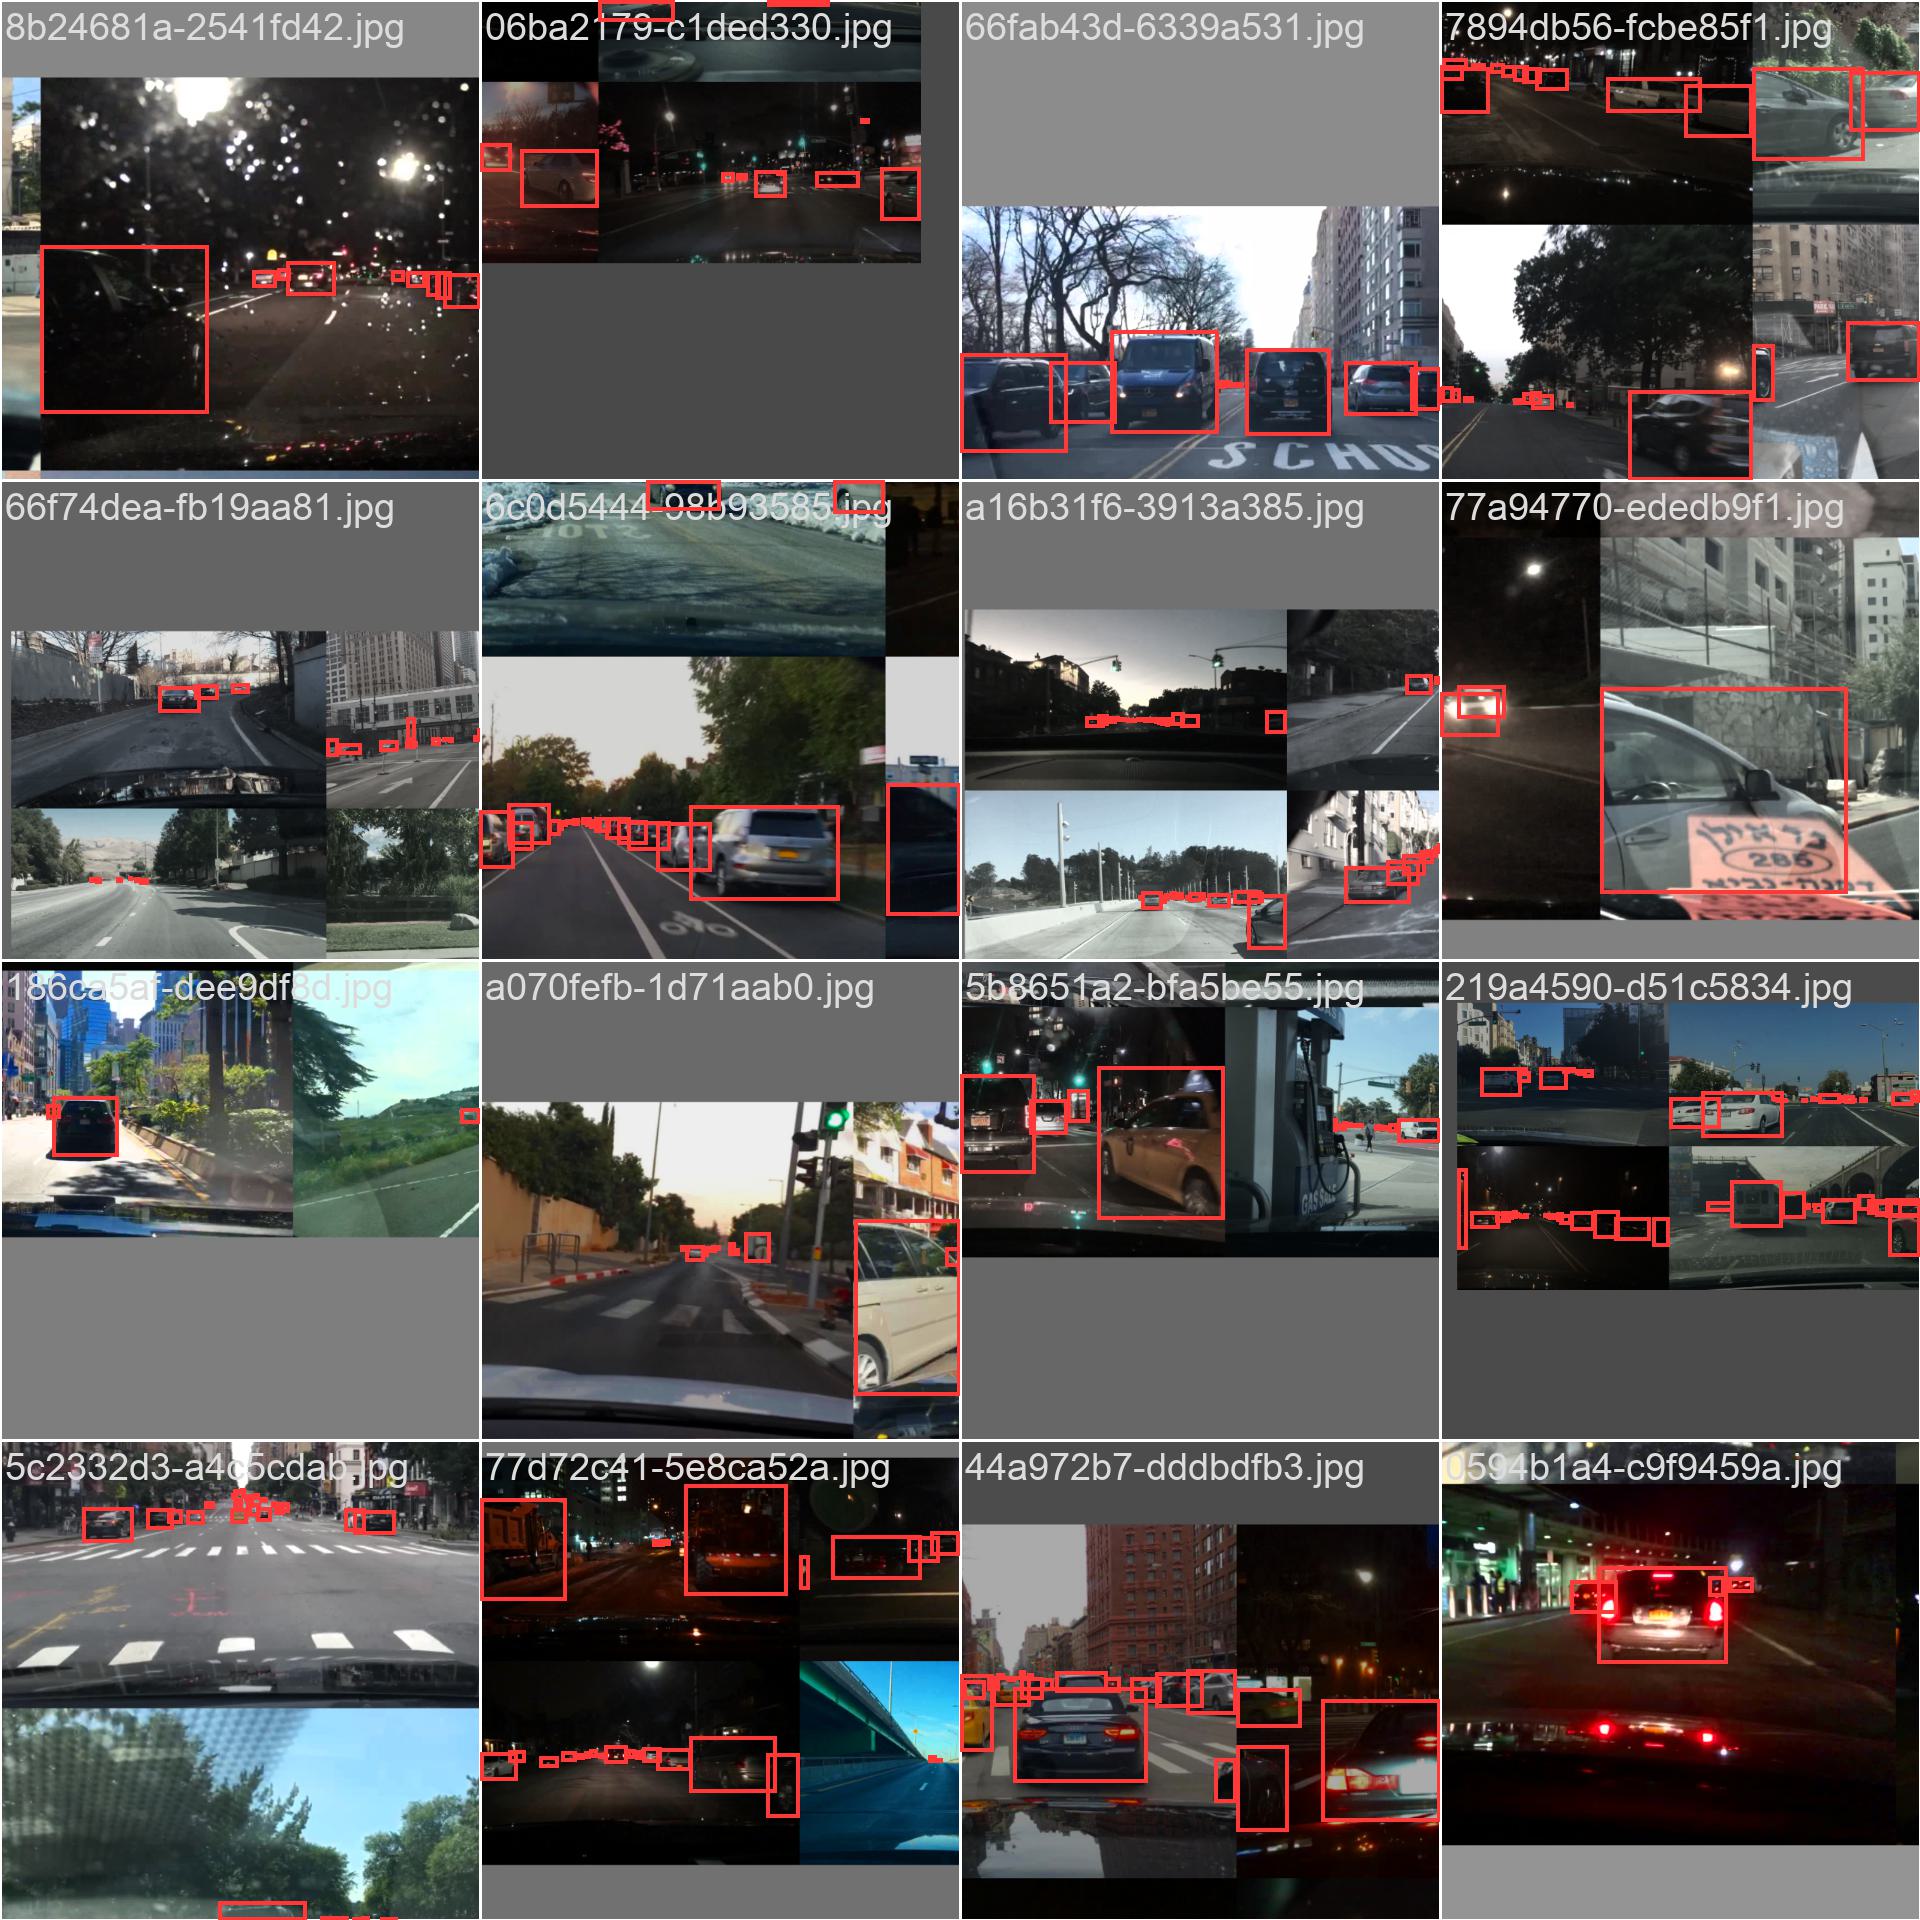 8b24681a-2541fd42.jpg
06ba2179-c1ded330.jpg
66fab43d-6339a531.jpg
7894db56-fcbe85f1.jpg
SCHO
66f74dea-fb19aa81.jpg
6c0d5444-98b93585.jpg
a16b31f6-3913a385.jpg
77a94770-ededb9f1.jpg
285
186ca5af-dee9df8d.jpg
a070fefb-1d71aab0.jpg
5b8651a2-bfa5be55.jpg
219a4590-d51c5834.jpg
GAS SALE
5c2332d3-a4c5cdab.jpg
77d72c41-5e8ca52a.jpg
44a972b7-dddbdfb3.jpg
0594b1a4-c9f9459a.jpg